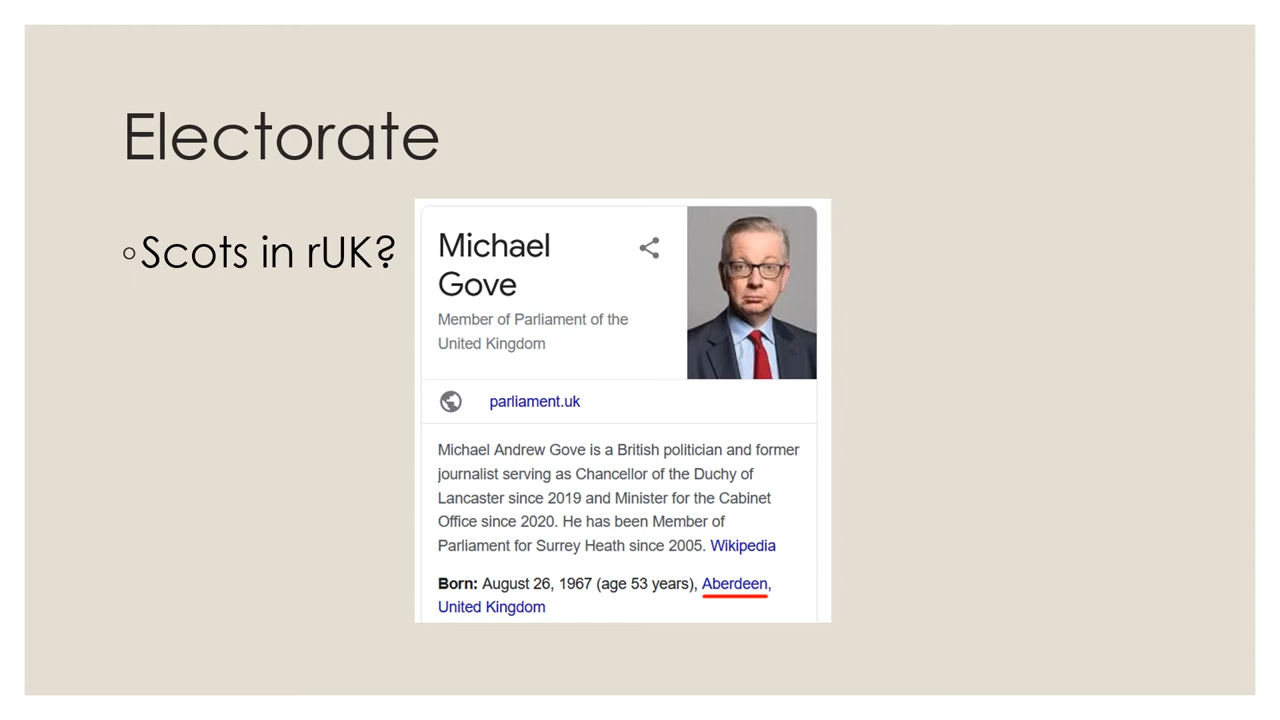 Electorate
◦Scots in rUK?
Michael
Gove
Member of Parliament of the
United Kingdom
parliament.uk
Michael Andrew Gove is a British politician and former
journalist serving as Chancellor of the Duchy of
Lancaster since 2019 and Minister for the Cabinet
Office since 2020. He has been Member of
Parliament for Surrey Heath since 2005. Wikipedia
Born: August 26, 1967 (age 53 years), Aberdeen,
United Kingdom